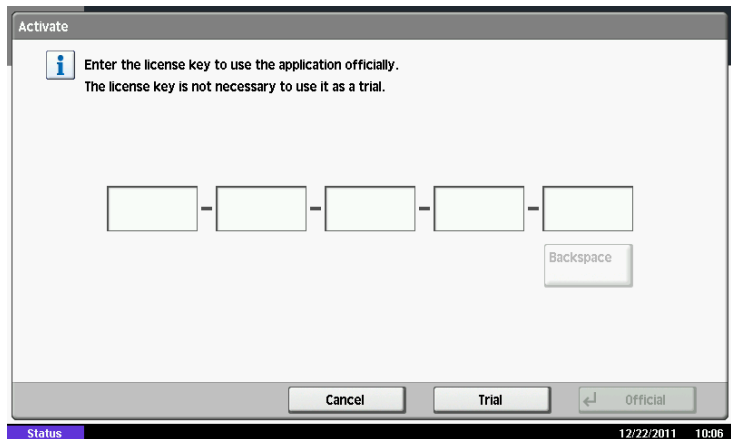 Activate
Enter the license key to use the application officially.
The license key is not necessary to use it as a trial.
- - - -
Backspace
Cancel Trial Official
Status 12/22/2011 10:06